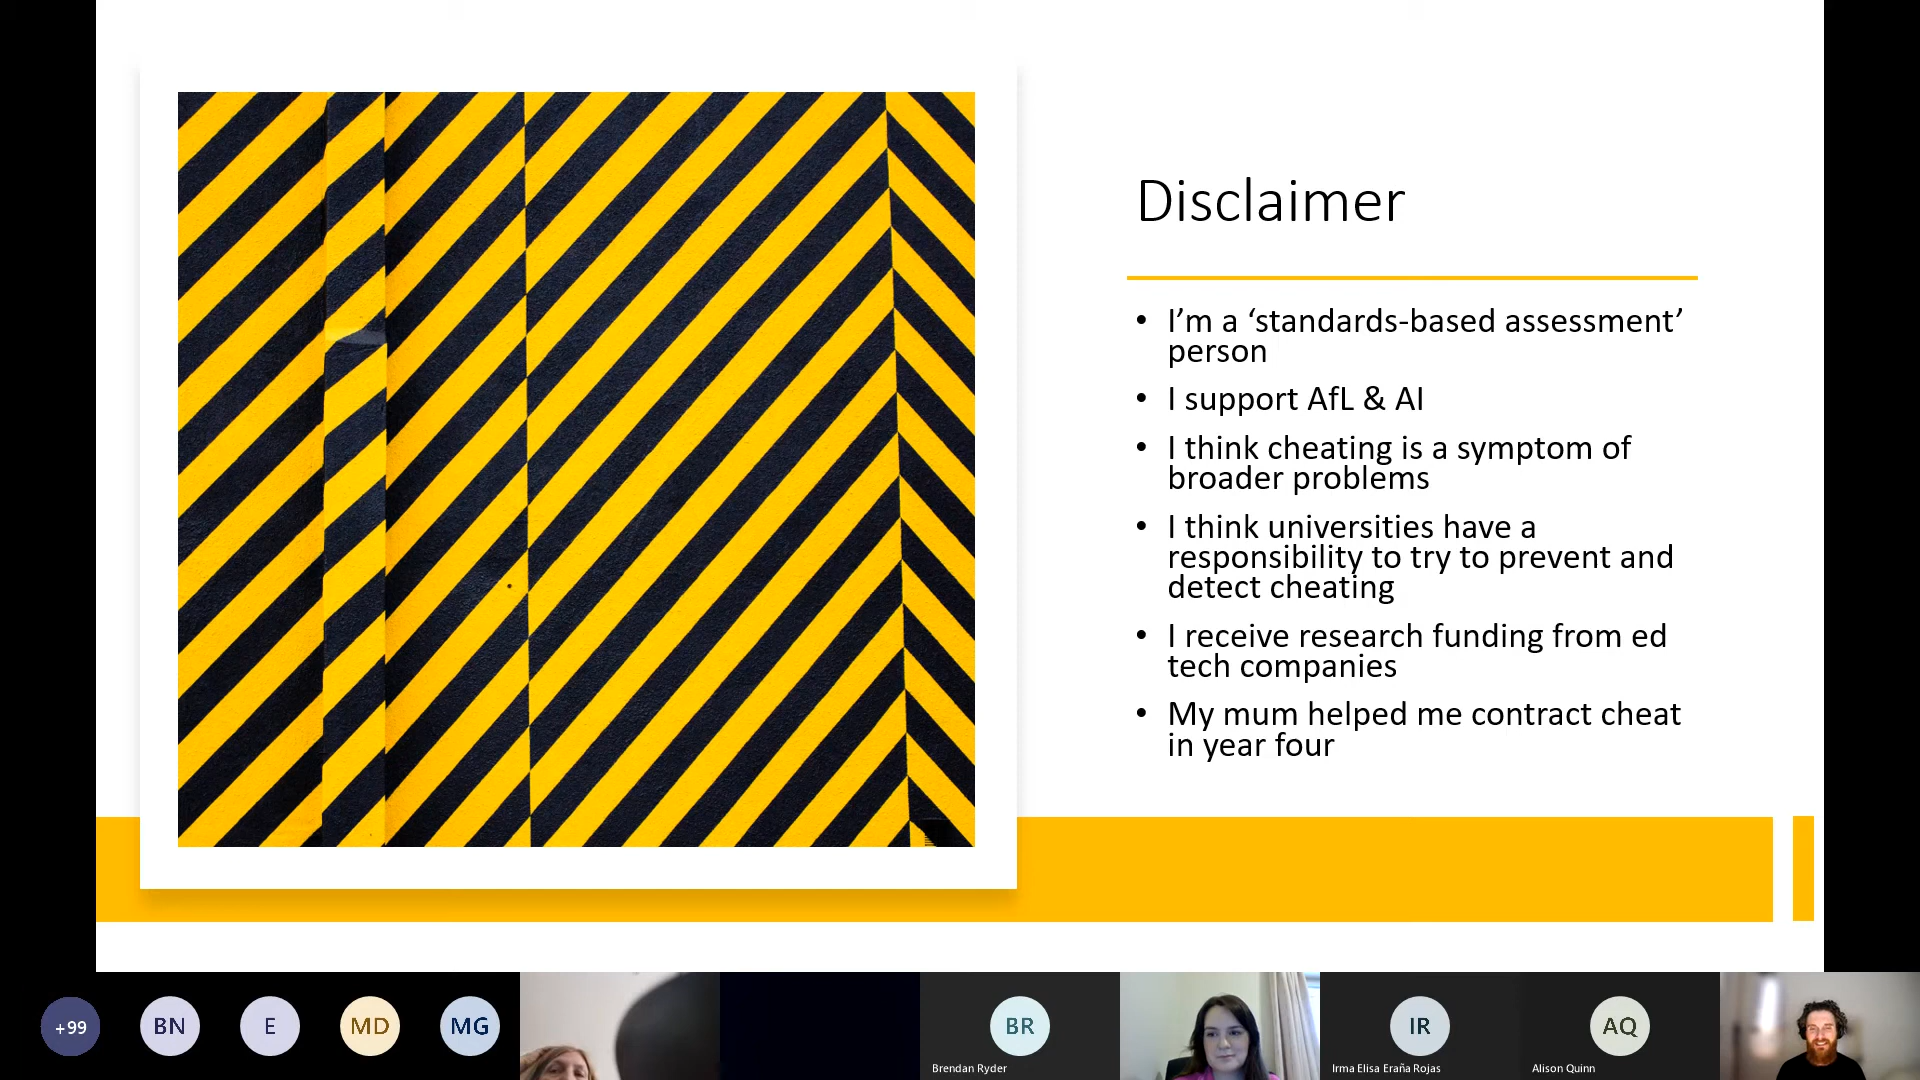 Disclaimer
• I’m a ‘standards-based assessment’
person
• I support AfL & AI
• I think cheating is a symptom of
broader problems
• I think universities have a
responsibility to try to prevent and
detect cheating
• I receive research funding from ed
tech companies
• My mum helped me contract cheat
in year four
+99
BN
E
MD
MG
BR
Brendan Ryder
IR
Irma Elisa Eraña Rojas
AQ
Alison Quinn